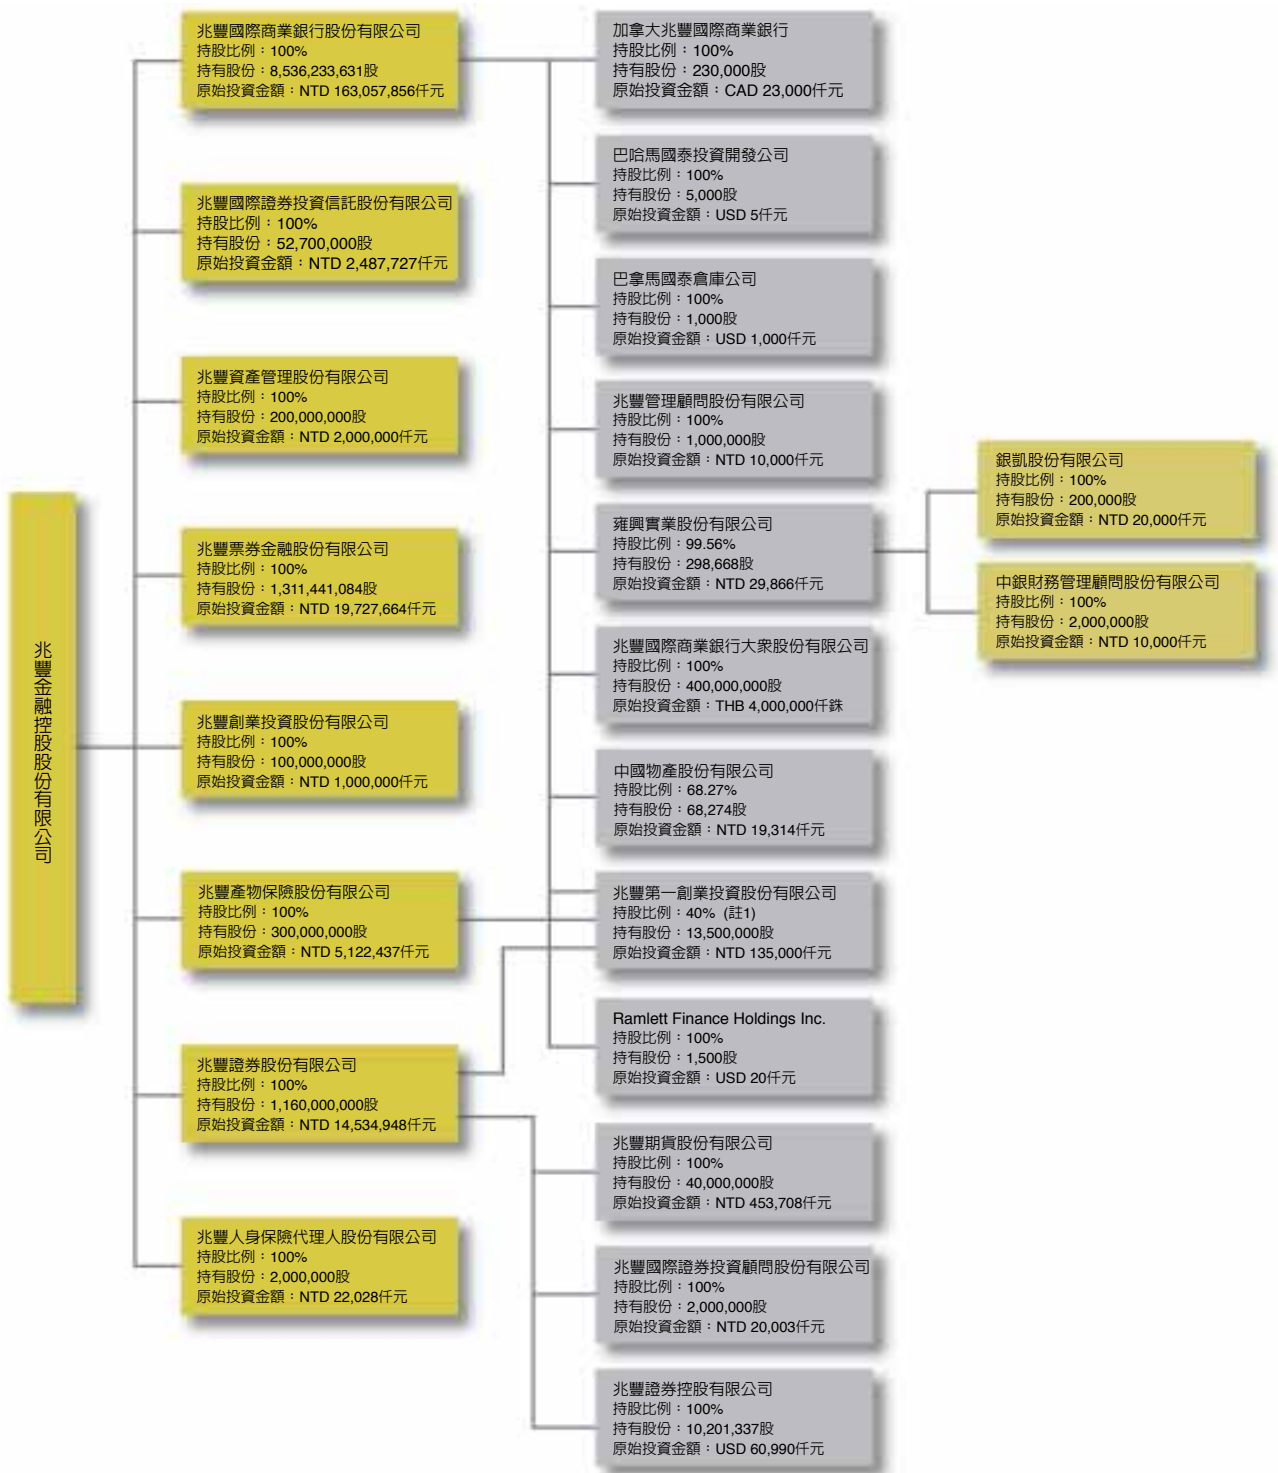 兆豐金融控股股份有限公司
兆豐國際商業銀行股份有限公司
持股比例：100%
持有股份：8,536,233,631股
原始投資金額：NTD 163,057,856仟元
兆豐國際證券投資信託股份有限公司
持股比例：100%
持有股份：52,700,000股
原始投資金額：NTD 2,487,727仟元
兆豐資產管理股份有限公司
持股比例：100%
持有股份：200,000,000股
原始投資金額：NTD 2,000,000仟元
兆豐票券金融股份有限公司
持股比例：100%
持有股份：1,311,441,084股
原始投資金額：NTD 19,727,664仟元
兆豐創業投資股份有限公司
持股比例：100%
持有股份：100,000,000股
原始投資金額：NTD 1,000,000仟元
兆豐產物保險股份有限公司
持股比例：100%
持有股份：300,000,000股
原始投資金額：NTD 5,122,437仟元
兆豐證券股份有限公司
持股比例：100%
持有股份：1,160,000,000股
原始投資金額：NTD 14,534,948仟元
兆豐人身保險代理人股份有限公司
持股比例：100%
持有股份：2,000,000股
原始投資金額：NTD 22,028仟元
加拿大兆豐國際商業銀行
持股比例：100%
持有股份：230,000股
原始投資金額：CAD 23,000仟元
巴哈馬國泰投資開發公司
持股比例：100%
持有股份：5,000股
原始投資金額：USD 5仟元
巴拿馬國泰倉庫公司
持股比例：100%
持有股份：1,000股
原始投資金額：USD 1,000仟元
兆豐管理顧問股份有限公司
持股比例：100%
持有股份：1,000,000股
原始投資金額：NTD 10,000仟元
雍興實業股份有限公司
持股比例：99.56%
持有股份：298,668股
原始投資金額：NTD 29,866仟元
兆豐國際商業銀行大眾股份有限公司
持股比例：100%
持有股份：400,000,000股
原始投資金額：THB 4,000,000仟銖
中國物產股份有限公司
持股比例：68.27%
持有股份：68,274股
原始投資金額：NTD 19,314仟元
兆豐第一創業投資股份有限公司
持股比例：40% (註1)
持有股份：13,500,000股
原始投資金額：NTD 135,000仟元
Ramlett Finance Holdings Inc.
持股比例：100%
持有股份：1,500股
原始投資金額：USD 20仟元
兆豐期貨股份有限公司
持股比例：100%
持有股份：40,000,000股
原始投資金額：NTD 453,708仟元
兆豐國際證券投資顧問股份有限公司
持股比例：100%
持有股份：2,000,000股
原始投資金額：NTD 20,003仟元
兆豐證券控股有限公司
持股比例：100%
持有股份：10,201,337股
原始投資金額：USD 60,990仟元
銀凱股份有限公司
持股比例：100%
持有股份：200,000股
原始投資金額：NTD 20,000仟元
中銀財務管理顧問股份有限公司
持股比例：100%
持有股份：2,000,000股
原始投資金額：NTD 10,000仟元